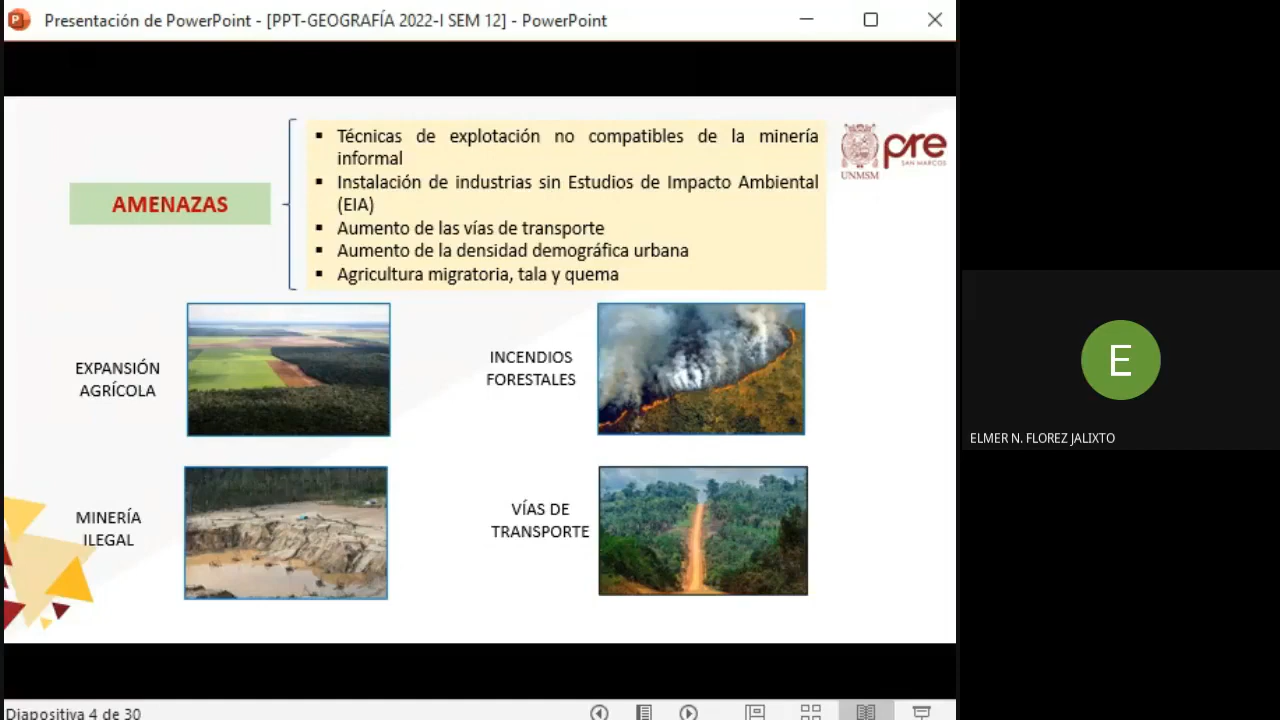 Presentación de PowerPoint - [PPT-GEOGRAFÍA 2022-I SEM 12] - PowerPoint
AMENAZAS
▪ Técnicas de explotación no compatibles de la minería
informal
▪ Instalación de industrias sin Estudios de Impacto Ambiental
(EIA)
▪ Aumento de las vías de transporte
▪ Aumento de la densidad demográfica urbana
▪ Agricultura migratoria, tala y quema
UNMSM
pre
SAN MARCOS
EXPANSIÓN
AGRÍCOLA
INCENDIOS
FORESTALES
MINERÍA
ILEGAL
VÍAS DE
TRANSPORTE
E
ELMER N. FLOREZ JALIXTO
Diapositiva 4 de 30